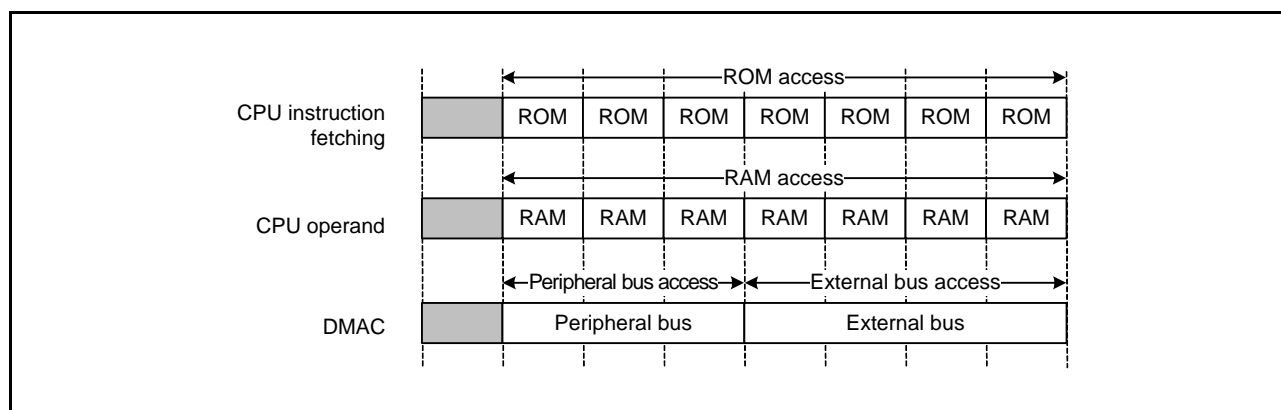 ROM access
CPU instruction
fetching
ROM ROM ROM ROM ROM ROM ROM
RAM access
CPU operand
RAM RAM RAM RAM RAM RAM RAM
Peripheral bus access External bus access
DMAC
Peripheral bus External bus